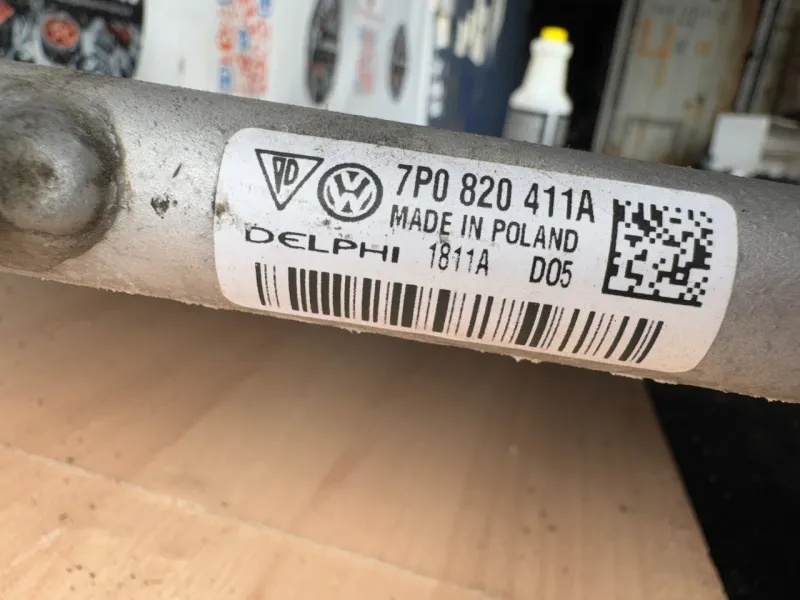 7P0 820 411A
MADE IN POLAND
DELPHI 1811A D05